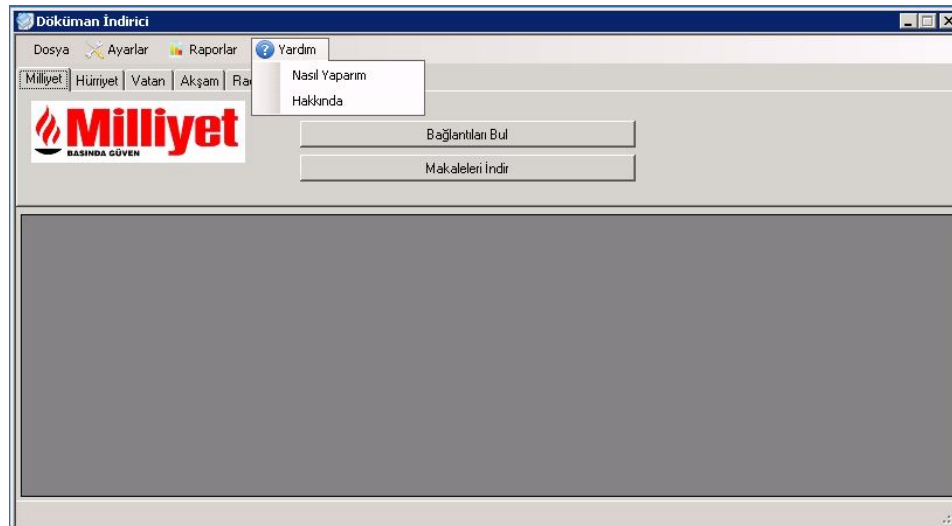 Döküman İndirici
Dosya Ayarlar Raporlar Yardım
Nasıl Yaparım
Hakkında
Milliyet Hürriyet Vatan Akşam
Milliyet
BASINDA GÜVEN
Bağlantıları Bul
Makaleleri İndir